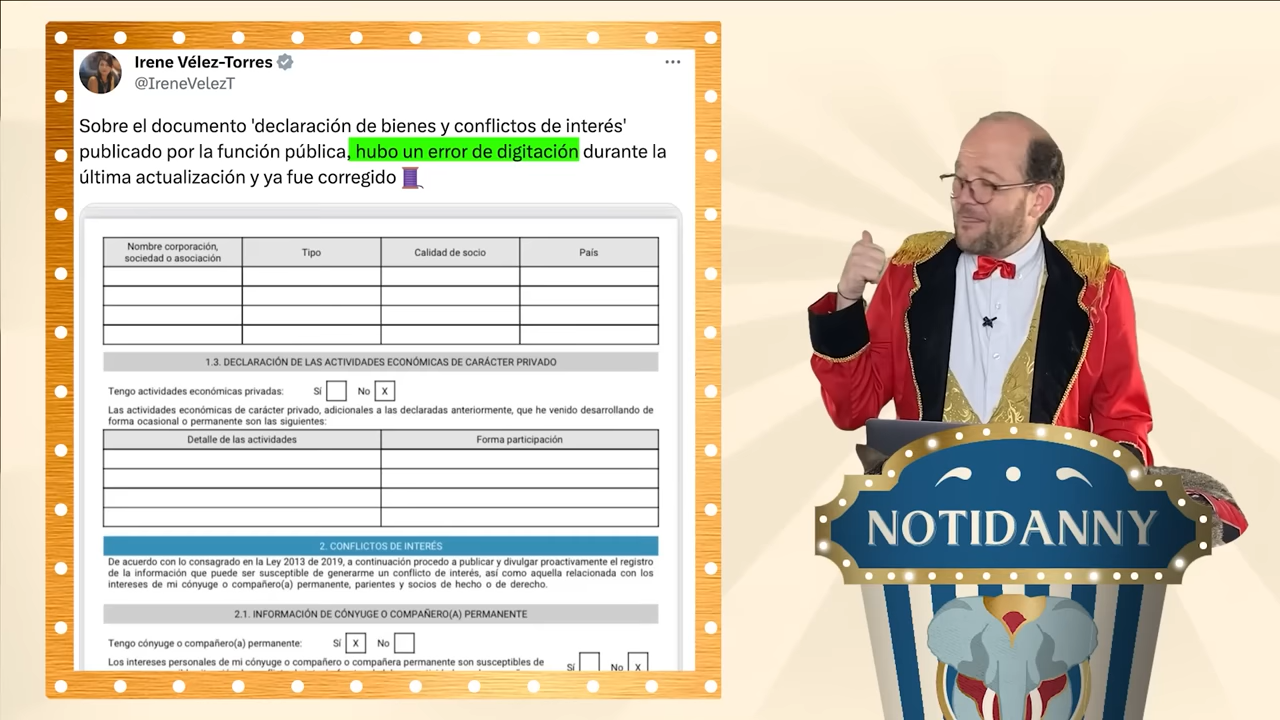 Irene Vélez-Torres
@IreneVelezT
Sobre el documento 'declaración de bienes y conflictos de interés'
publicado por la función pública, hubo un error de digitación durante la
última actualización y ya fue corregido
Nombre corporación,
sociedad o asociación
Tipo
Calidad de socio
País
1.3. DECLARACIÓN DE LAS ACTIVIDADES ECONÓMICAS DE CARÁCTER PRIVADO
Tengo actividades económicas privadas: Sí No X
Las actividades económicas de carácter privado, adicionales a las declaradas anteriormente, que he venido desarrollando de
forma ocasional o permanente son las siguientes:
Detalle de las actividades
Forma participación
2. CONFLICTOS DE INTERÉS
De acuerdo con lo consagrado en la Ley 2013 de 2019, a continuación procedo a publicar y divulgar proactivamente el registro
de la información que puede ser susceptible de generarme un conflicto de interés, así como aquella relacionada con los
intereses de mi cónyuge o compañero(a) permanente, parientes y socios de hecho o de derecho.
2.1. INFORMACIÓN DE CÓNYUGE O COMPAÑERO(A) PERMANENTE
Tengo cónyuge o compañero(a) permanente: Sí X No
Los intereses personales de mi cónyuge o compañero o compañera permanente son susceptibles de
Sí No X
NOTIDANNY